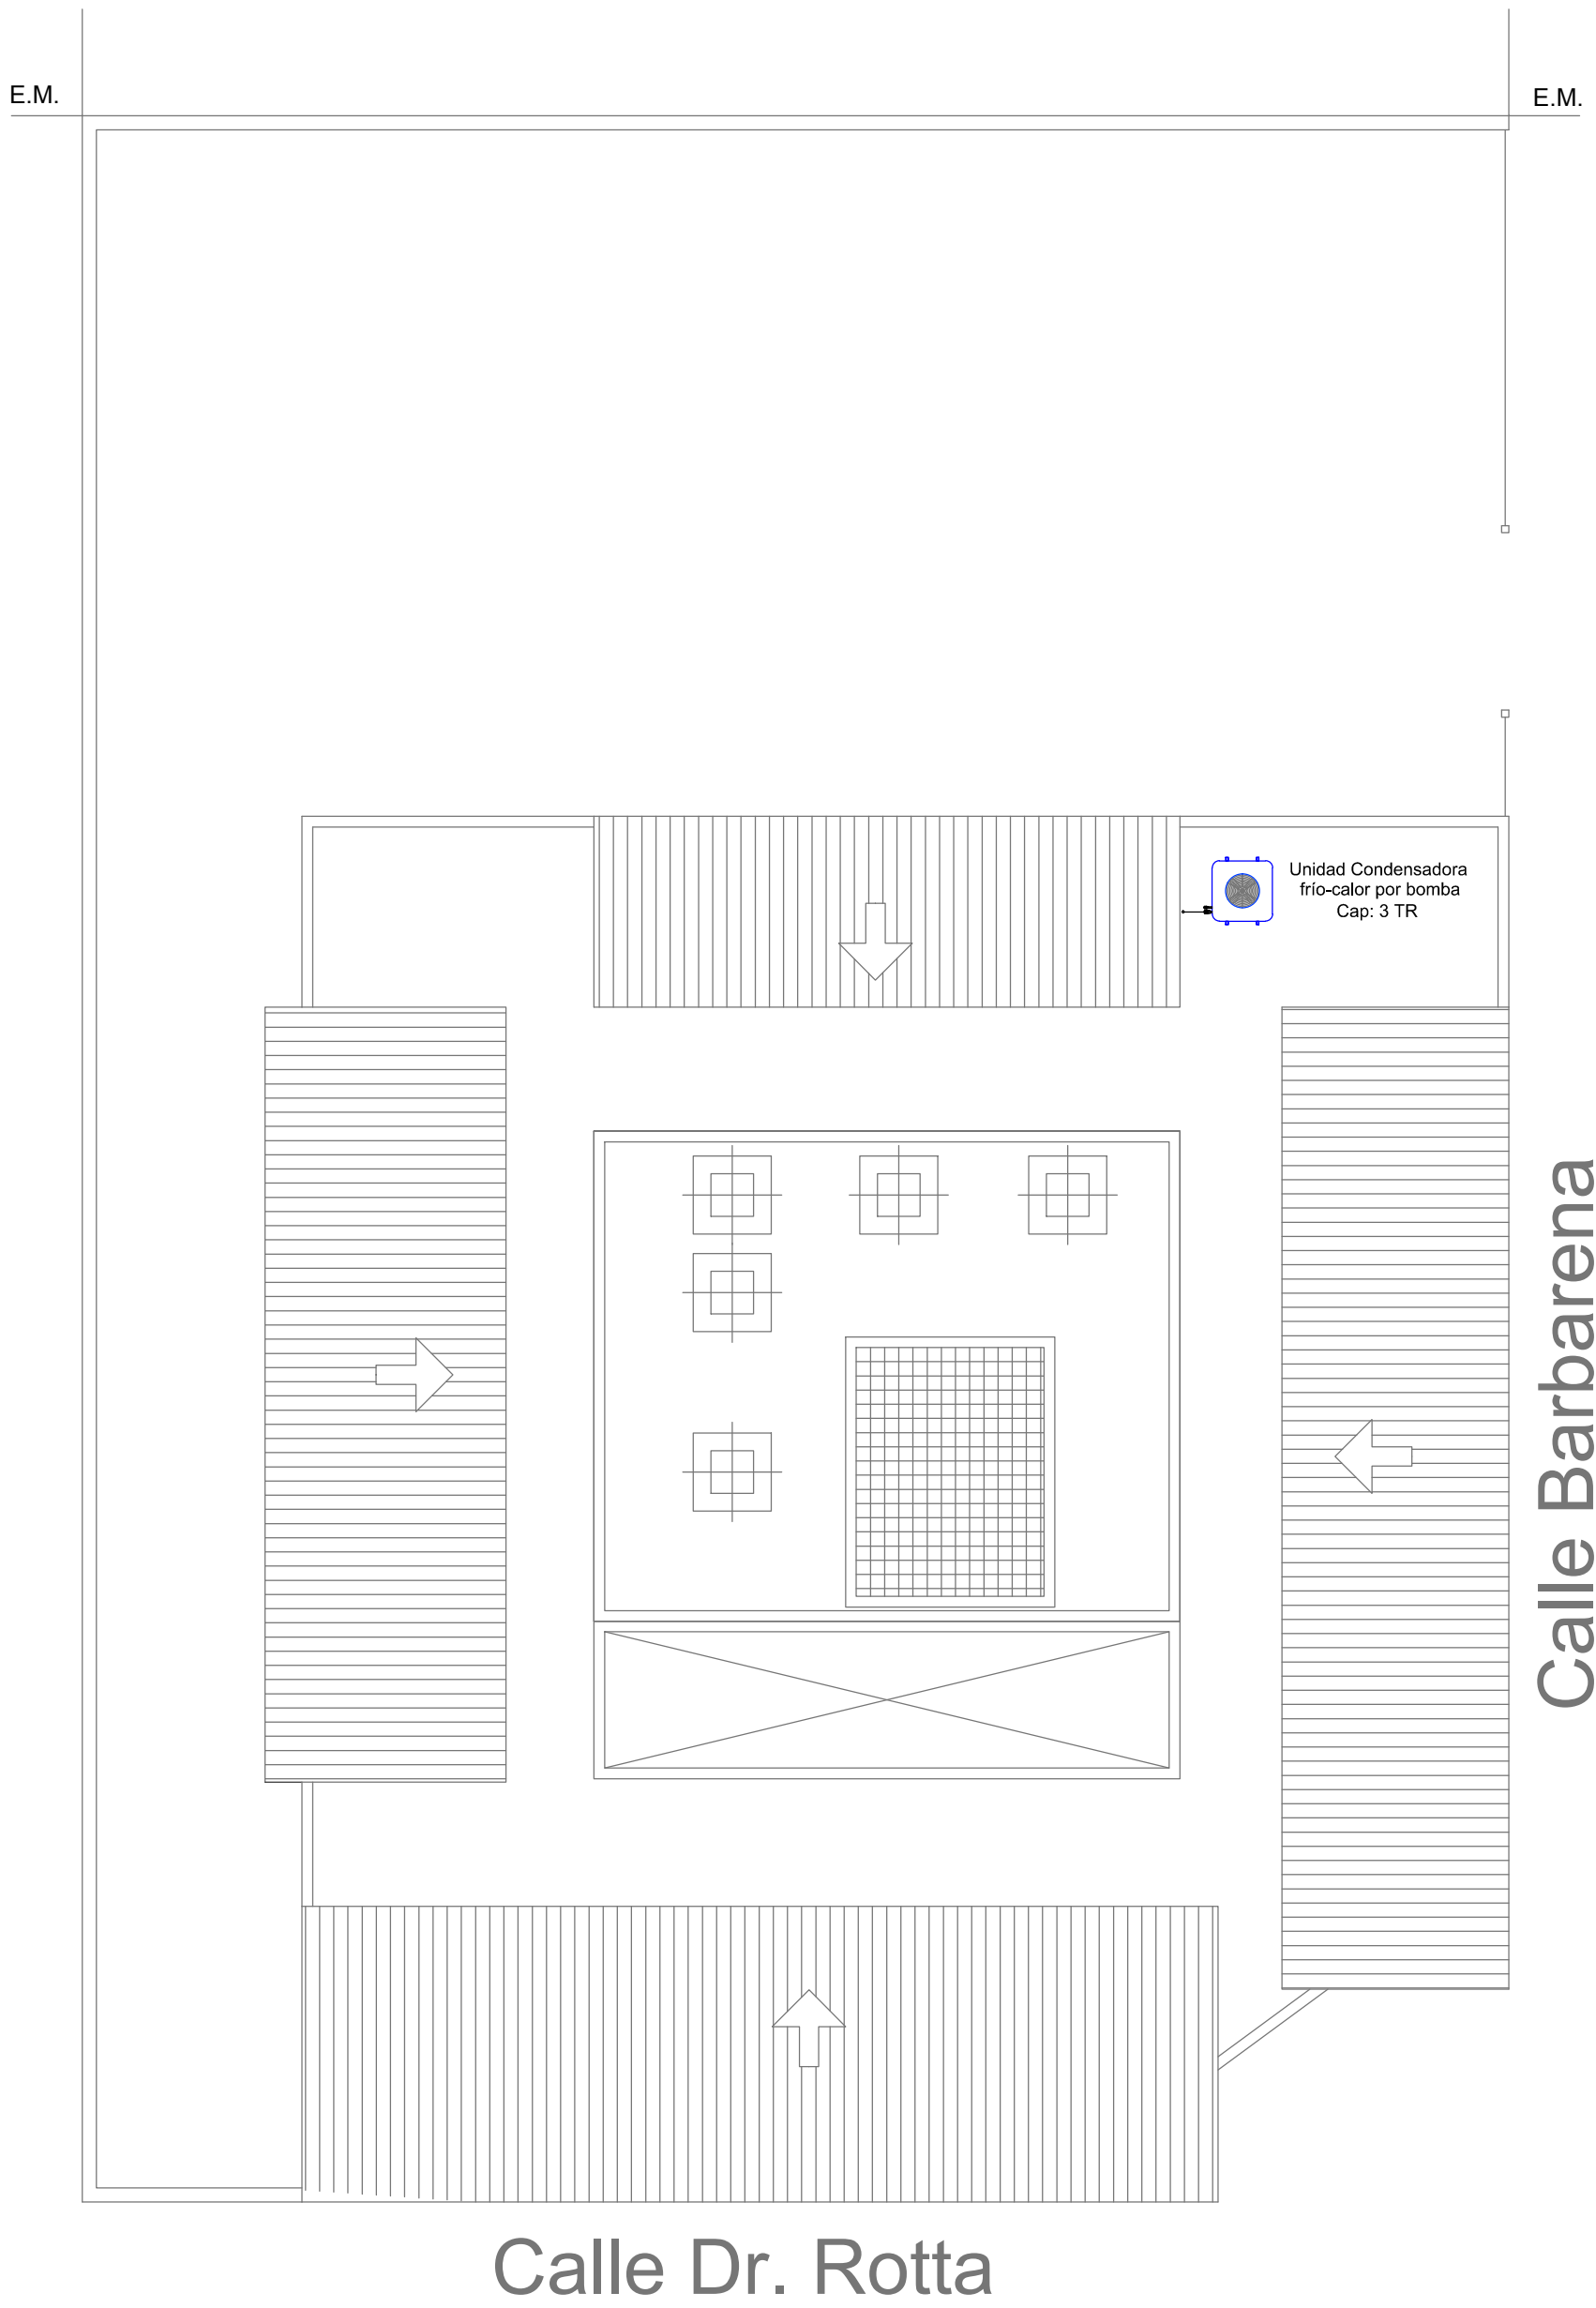 E.M.
E.M.
Unidad Condensadora
frío-calor por bomba
Cap: 3 TR
Calle Barbarena
Calle Dr. Rotta